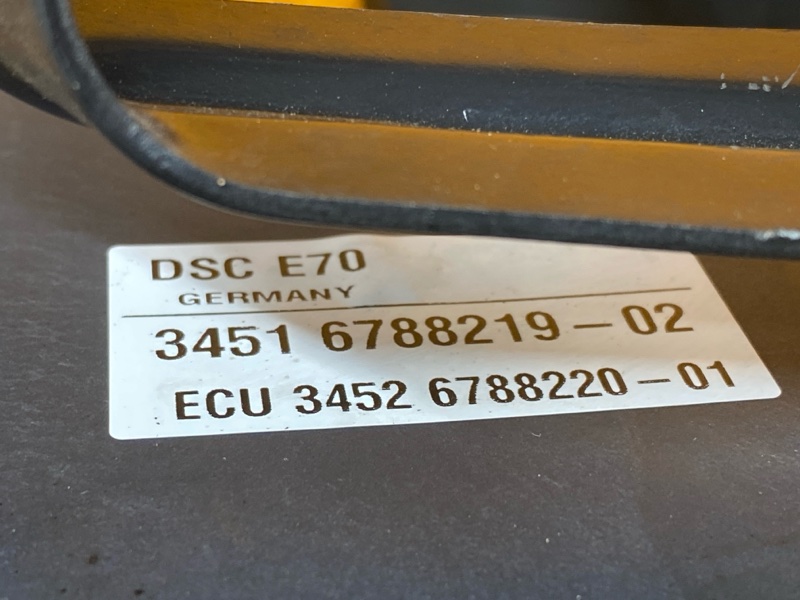 DSC E70
GERMANY
3451 6788219-02
ECU 3452 6788220-01